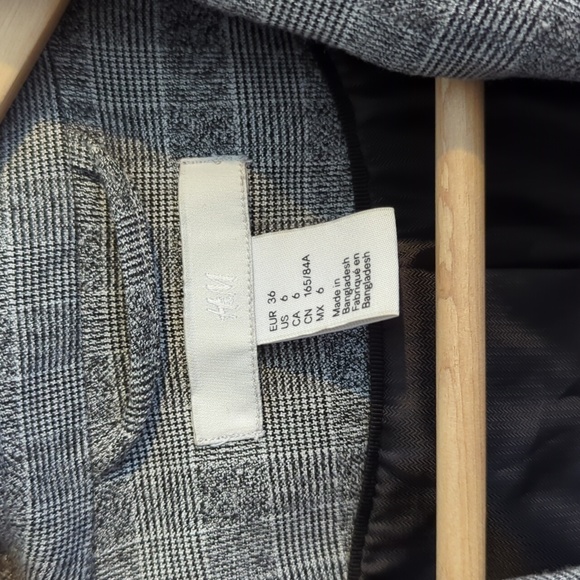 H&M
EUR 36
US 6
CA 6
CN 165/84A
MX 6
Made in
Bangladesh
Fabriqué en
Bangladesh